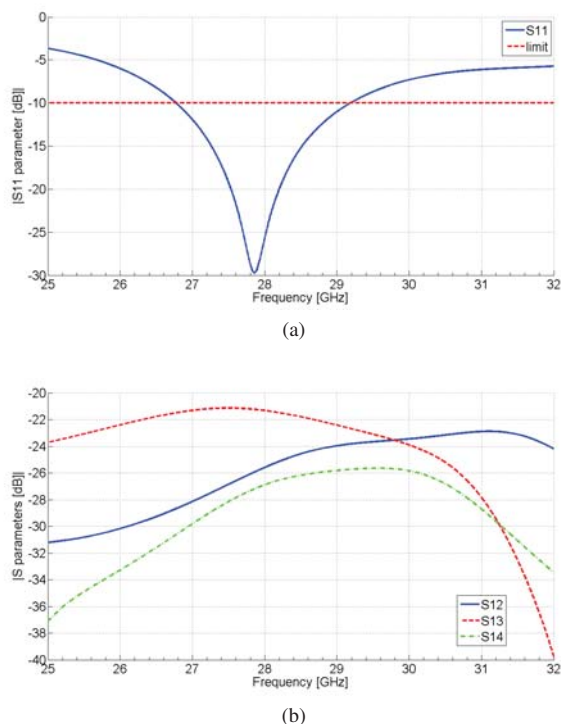 0
-5
-10
-15
-20
-25
-30
|S11 parameter [dB]|
S11
limit
25 26 27 28 29 30 31 32
Frequency [GHz]
(a)
-20
-22
-24
-26
-28
-30
-32
-34
-36
-38
-40
|S parameters [dB]|
S12
S13
S14
25 26 27 28 29 30 31 32
Frequency [GHz]
(b)